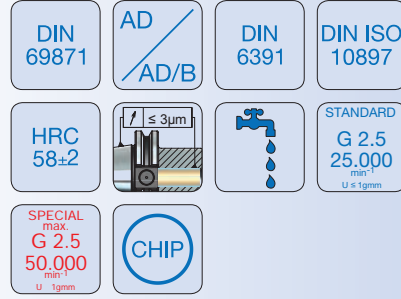 DIN
69871
AD
AD/B
DIN
6391
DIN ISO
10897
HRC
58±2
≤ 3µm
STANDARD
G 2.5
25.000
min⁻¹
U ≤ 1gmm
SPECIAL
max.
G 2.5
50.000
min⁻¹
U 1gmm
CHIP